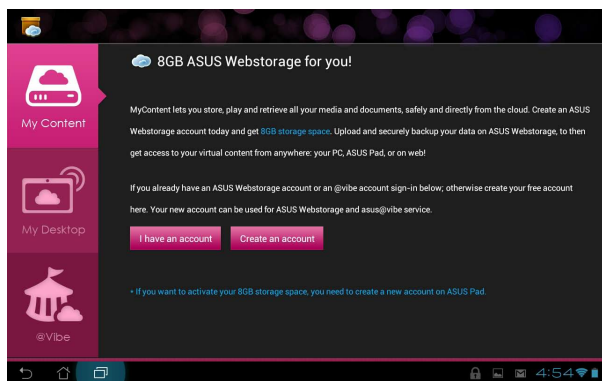 8GB ASUS Webstorage for you!
My Content
MyContent lets you store, play and retrieve all your media and documents, safely and directly from the cloud. Create an ASUS
Webstorage account today and get 8GB storage space. Upload and securely backup your data on ASUS Webstorage, to then
get access to your virtual content from anywhere: your PC, ASUS Pad, or on web!
If you already have an ASUS Webstorage account or an @vibe account sign-in below; otherwise create your free account
here. Your new account can be used for ASUS Webstorage and asus@vibe service.
My Desktop
I have an account
Create an account
• If you want to activate your 8GB storage space, you need to create a new account on ASUS Pad.
@Vibe
4:54